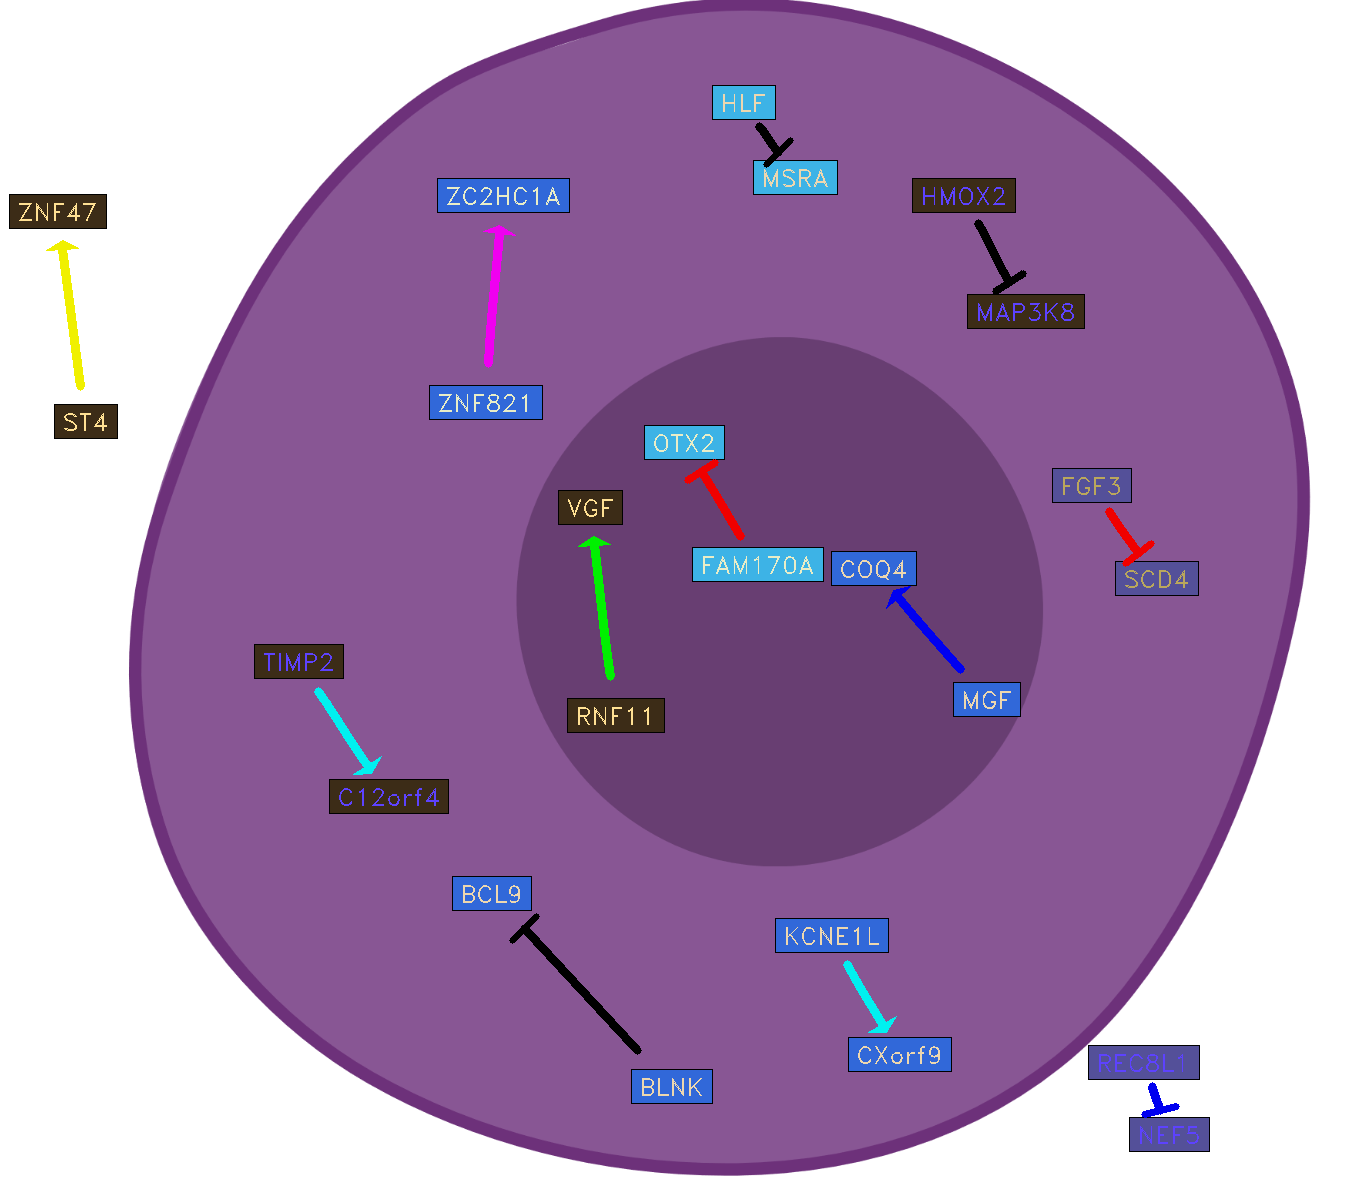 HLF
MSRA
ZC2HC1A
HMOX2
ZNF47
MAP3K8
ZNF821
ST4
OTX2
FGF3
VGF
FAM170A
COQ4
SCD4
TIMP2
MGF
RNF11
C12orf4
BCL9
KCNE1L
CXorf9
REC8L1
BLNK
NEF5